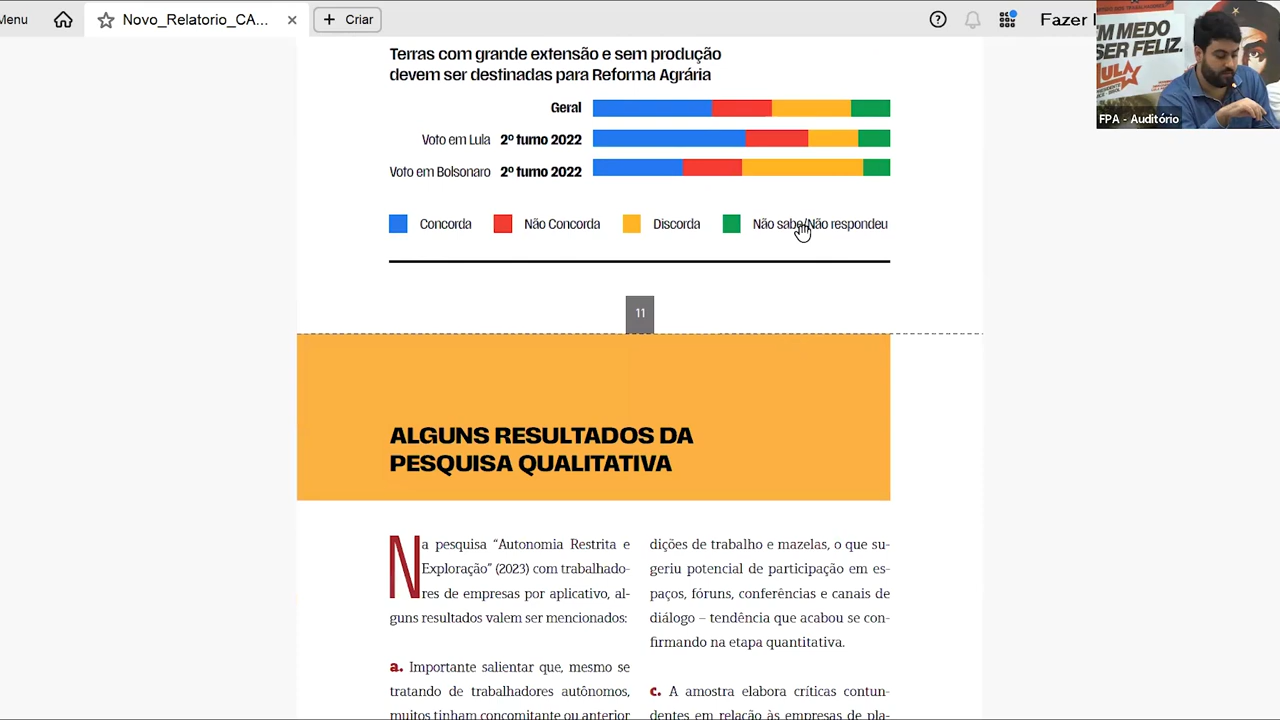 Menu
Novo_Relatorio_CA...
Criar
Fazer
EM MEDO
SER FELIZ.
LULA
FPA - Auditório
Terras com grande extensão e sem produção
devem ser destinadas para Reforma Agrária
Geral
Voto em Lula 2º turno 2022
Voto em Bolsonaro 2º turno 2022
Concorda Não Concorda Discorda Não sabe/Não respondeu
11
ALGUNS RESULTADOS DA
PESQUISA QUALITATIVA
Na pesquisa “Autonomia Restrita e
Exploração” (2023) com trabalhado-
res de empresas por aplicativo, al-
guns resultados valem ser mencionados:
a. Importante salientar que, mesmo se
tratando de trabalhadores autônomos,
muitos tinham concomitante ou anterior
dições de trabalho e mazelas, o que su-
geriu potencial de participação em es-
paços, fóruns, conferências e canais de
diálogo – tendência que acabou se con-
firmando na etapa quantitativa.
c. A amostra elabora críticas contun-
dentes em relação às empresas de pla-